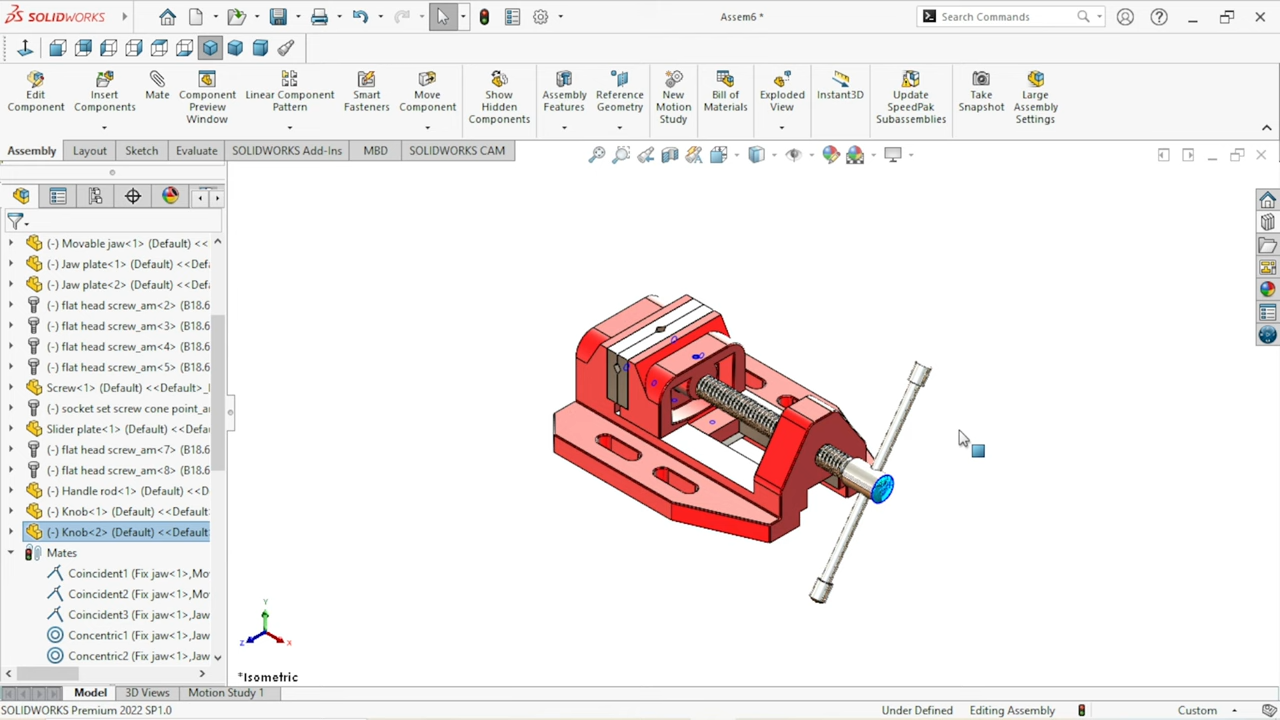 SOLIDWORKS
Assem6 *
Search Commands
Edit Component
Insert Components
Mate
Component Preview Window
Linear Component Pattern
Smart Fasteners
Move Component
Show Hidden Components
Assembly Features
Reference Geometry
New Motion Study
Bill of Materials
Exploded View
Instant3D
Update SpeedPak Subassemblies
Take Snapshot
Large Assembly Settings
Assembly
Layout
Sketch
Evaluate
SOLIDWORKS Add-Ins
MBD
SOLIDWORKS CAM
(-) Movable jaw<1> (Default) <<
(-) Jaw plate<1> (Default) <<Def
(-) Jaw plate<2> (Default) <<Def
(-) flat head screw_am<2> (B18.6
(-) flat head screw_am<3> (B18.6
(-) flat head screw_am<4> (B18.6
(-) flat head screw_am<5> (B18.6
Screw<1> (Default) <<Default>_
(-) socket set screw cone point_a
Slider plate<1> (Default) <<Defau
(-) flat head screw_am<7> (B18.6
(-) flat head screw_am<8> (B18.6
(-) Handle rod<1> (Default) <<D
(-) Knob<1> (Default) <<Default
(-) Knob<2> (Default) <<Default
Mates
Coincident1 (Fix jaw<1>,Mo
Coincident2 (Fix jaw<1>,Mo
Coincident3 (Fix jaw<1>,Jaw
Concentric1 (Fix jaw<1>,Jaw
Concentric2 (Fix jaw<1>,Jaw
Y
Z
X
*Isometric
Model
3D Views
Motion Study 1
SOLIDWORKS Premium 2022 SP1.0
Under Defined
Editing Assembly
Custom